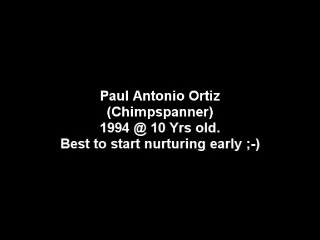 Paul Antonio Ortiz
(Chimpspanner)
1994 @ 10 Yrs old.
Best to start nurturing early ;-)